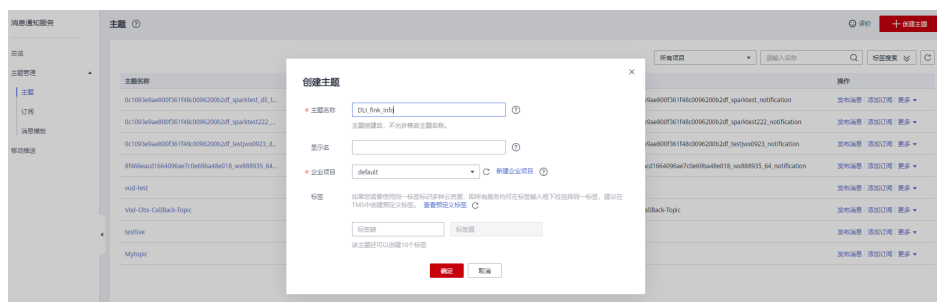 消息通知服务
主题
评价
创建主题
总览
主题管理
主题
订阅
消息模板
移动推送
所有项目
请输入名称
标签搜索
主题名称
操作
0c1093e9ae800f361f48c0096200b2df_sparktest_dli_t...
9ae800f361f48c0096200b2df_sparktest_notification
发布消息 添加订阅 更多
0c1093e9ae800f361f48c0096200b2df_sparktest222_...
9ae800f361f48c0096200b2df_sparktest222_notification
发布消息 添加订阅 更多
0c1093e9ae800f361f48c0096200b2df_testjwx0923_d...
9ae800f361f48c0096200b2df_testjwx0923_notification
发布消息 添加订阅 更多
8f466eacd1664096ae7c0e69ba48e018_wx888935_64...
cd1664096ae7c0e69ba48e018_wx888935_64_notification
发布消息 添加订阅 更多
vod-test
发布消息 添加订阅 更多
Vod-Obs-CallBack-Topic
allBack-Topic
发布消息 添加订阅 更多
testlive
发布消息 添加订阅 更多
Mytopic
发布消息 添加订阅 更多
创建主题
* 主题名称
DLI_flink_info
主题创建后，不允许修改主题名称。
显示名
* 企业项目
default
新建企业项目
标签
如果您需要使用同一标签标识多种云资源，即所有服务均可在标签输入框下拉选择同一标签，建议在
TMS中创建预定义标签。 查看预定义标签
标签键
标签值
该主题还可以创建10个标签
确定
取消